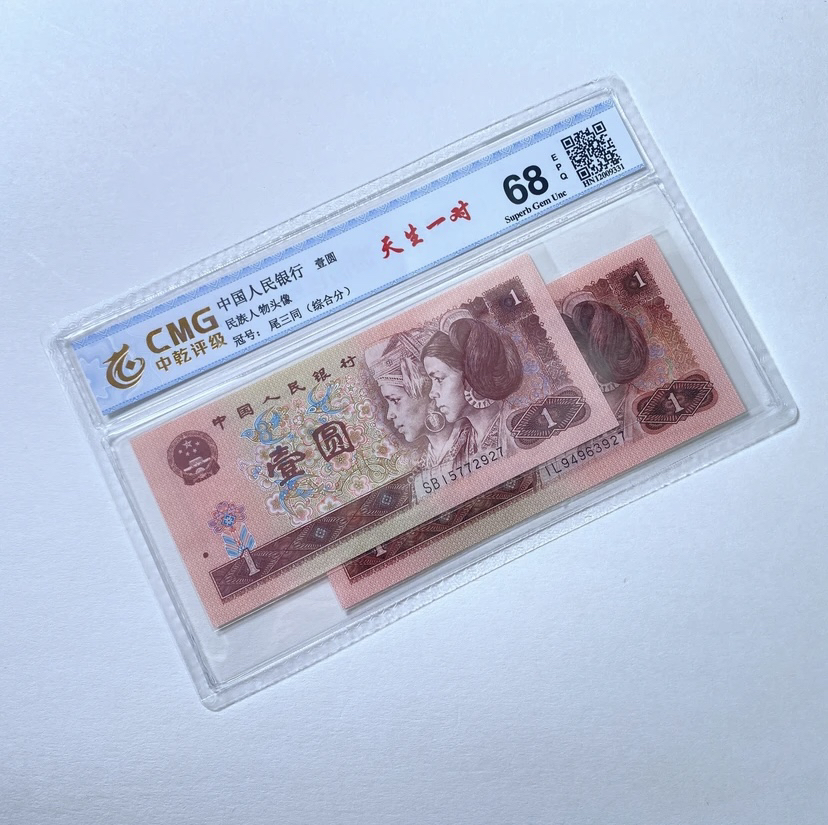 CMG
中乾评级
中国人民银行 壹圆
民族人物头像
冠号： 尾三同（综合分）
天生一对
68
EPQ
Superb Gem Unc
HN12009331
中国人民银行
壹圆
1
1
1
SB15772927
1
1
1
IL94963927